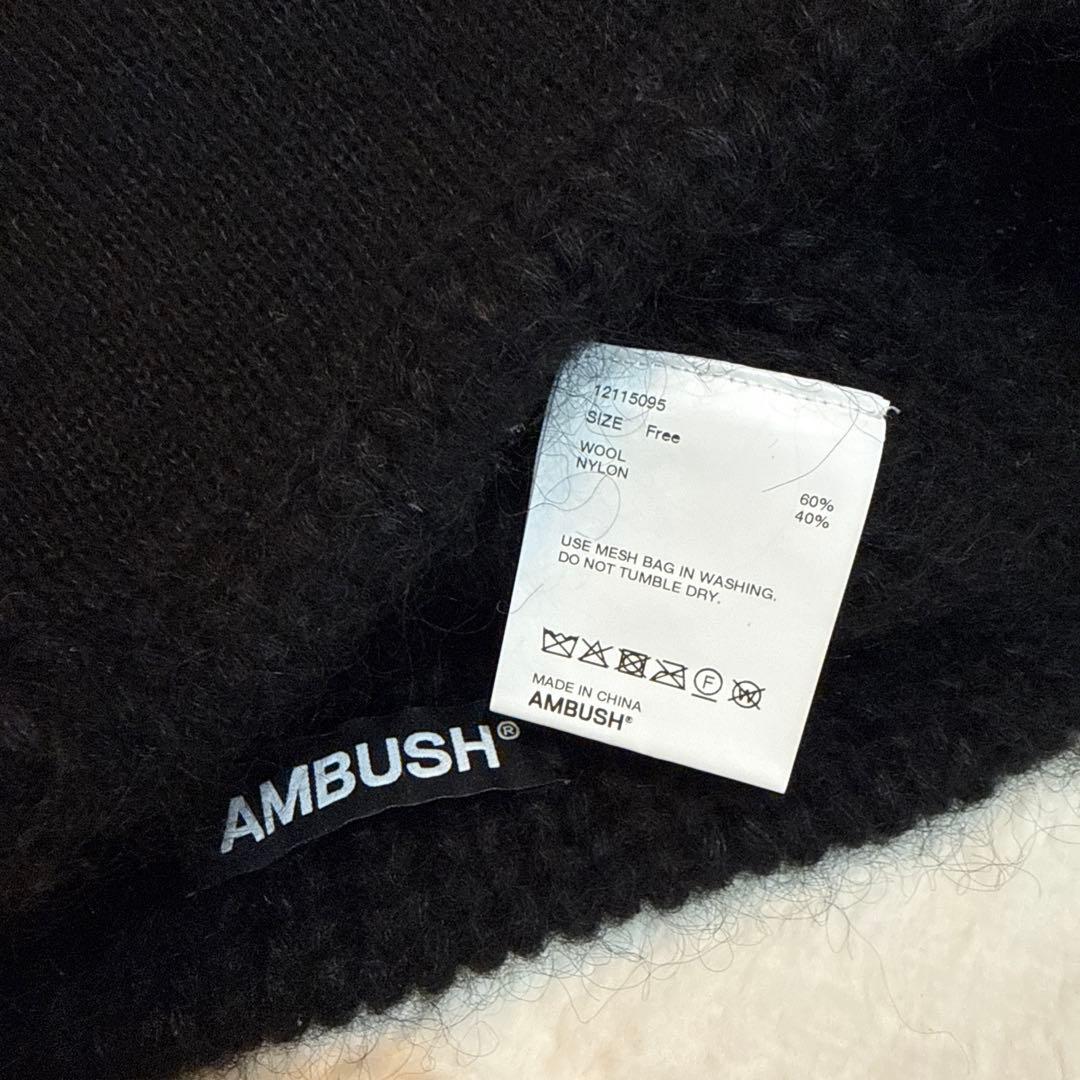 12115095
SIZE Free
WOOL 60%
NYLON 40%
USE MESH BAG IN WASHING.
DO NOT TUMBLE DRY.
F W
MADE IN CHINA
AMBUSH®
AMBUSH®